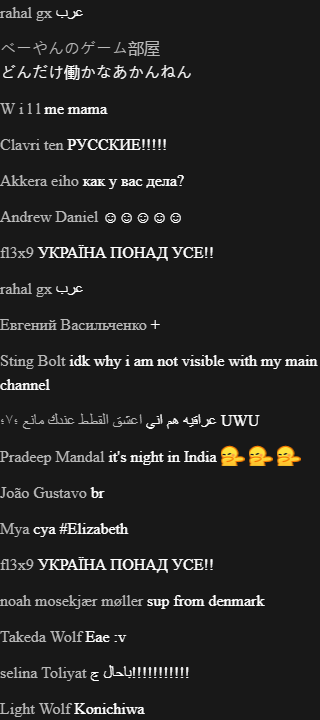 rahal gx عرب
べーやんのゲーム部屋
どんだけ働かなあかんねん
W i l l me mama
Clavri ten РУССКИЕ!!!!!
Akkera eiho как у вас дела?
Andrew Daniel ☺☺☺☺☺
fl3x9 УКРАЇНА ПОНАД УСЕ!!
rahal gx عرب
Евгений Васильченко +
Sting Bolt idk why i am not visible with my main
channel
عراقيه هم اني اعشق القطط عندك مانع ؛٧؛ UWU
Pradeep Mandal it's night in India
João Gustavo br
Mya cya #Elizabeth
fl3x9 УКРАЇНА ПОНАД УСЕ!!
noah mosekjær møller sup from denmark
Takeda Wolf Eae :v
selina Toliyat باحال ج!!!!!!!!!!!
Light Wolf Konichiwa